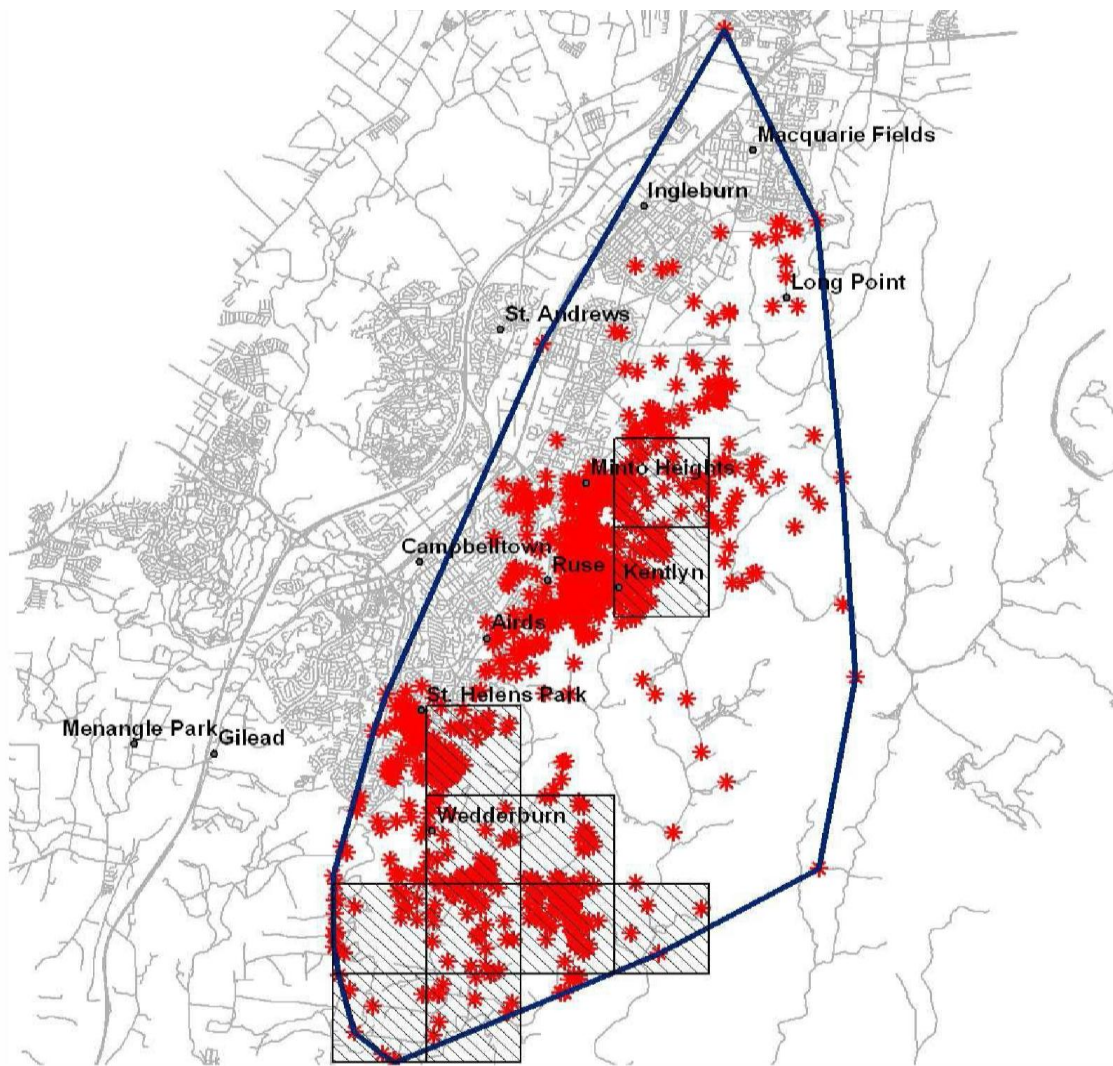 Macquarie Fields
Ingleburn
Long Point
St. Andrews
Minto Heights
Campbelltown
Ruse
Kentlyn
Airds
St. Helens Park
Menangle Park
Gilead
Wedderburn